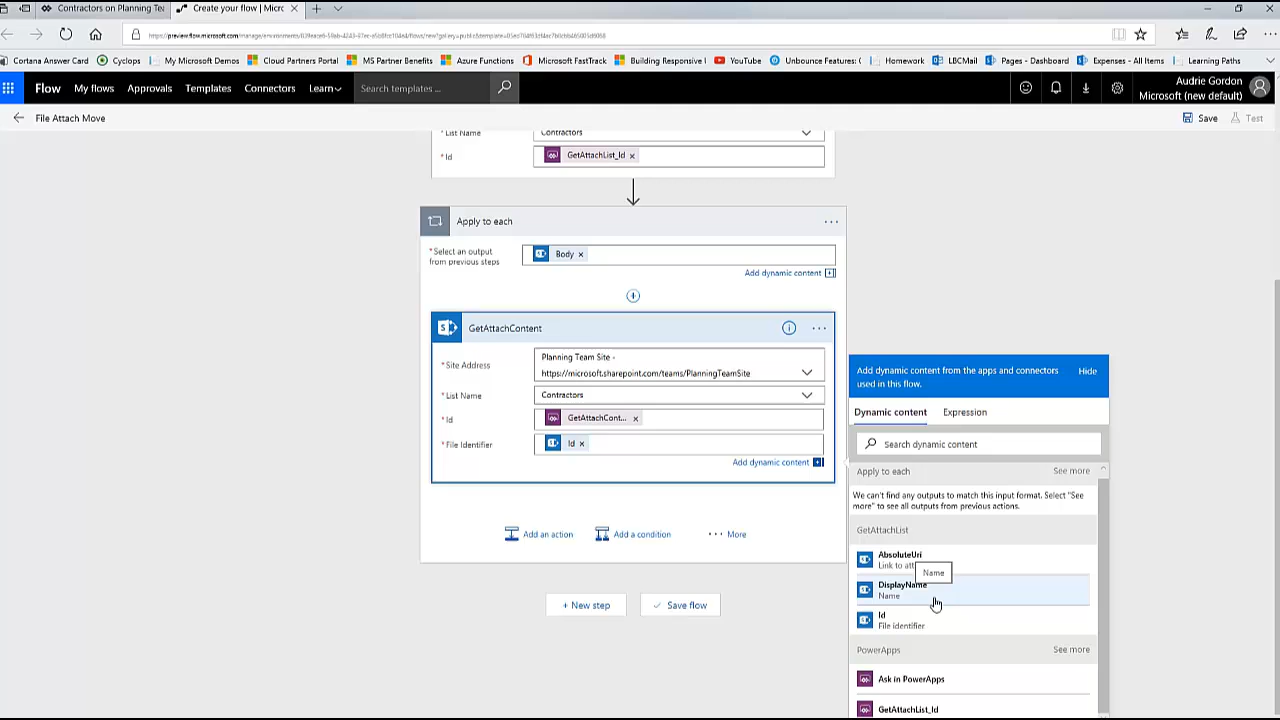 Contractors on Planning Te
Create your flow | Micr
Cortana Answer Card
Cyclops
My Microsoft Demos
Cloud Partners Portal
MS Partner Benefits
Azure Functions
Microsoft FastTrack
Building Responsive I
YouTube
Unbounce Features: (
Homework
LBCMail
Pages - Dashboard
Expenses - All Items
Learning Paths
Flow
My flows
Approvals
Templates
Connectors
Learn
Search templates ...
Audrie Gordon
Microsoft (new default)
File Attach Move
Save
Test
* List Name
Contractors
* Id
GetAttachList_Id x
Apply to each
...
* Select an output
from previous steps
Body x
Add dynamic content
GetAttachContent
...
* Site Address
Planning Team Site -
https://microsoft.sharepoint.com/teams/PlanningTeamSite
* List Name
Contractors
* Id
GetAttachCont... x
* File Identifier
Id x
Add dynamic content
Add an action
Add a condition
... More
+ New step
Save flow
Add dynamic content from the apps and connectors
used in this flow.
Hide
Dynamic content
Expression
Search dynamic content
Apply to each
See more
We can't find any outputs to match this input format. Select "See
more" to see all outputs from previous actions.
GetAttachList
AbsoluteUri
Link to att
Name
DisplayName
Name
Id
File identifier
PowerApps
See more
Ask in PowerApps
GetAttachList_Id